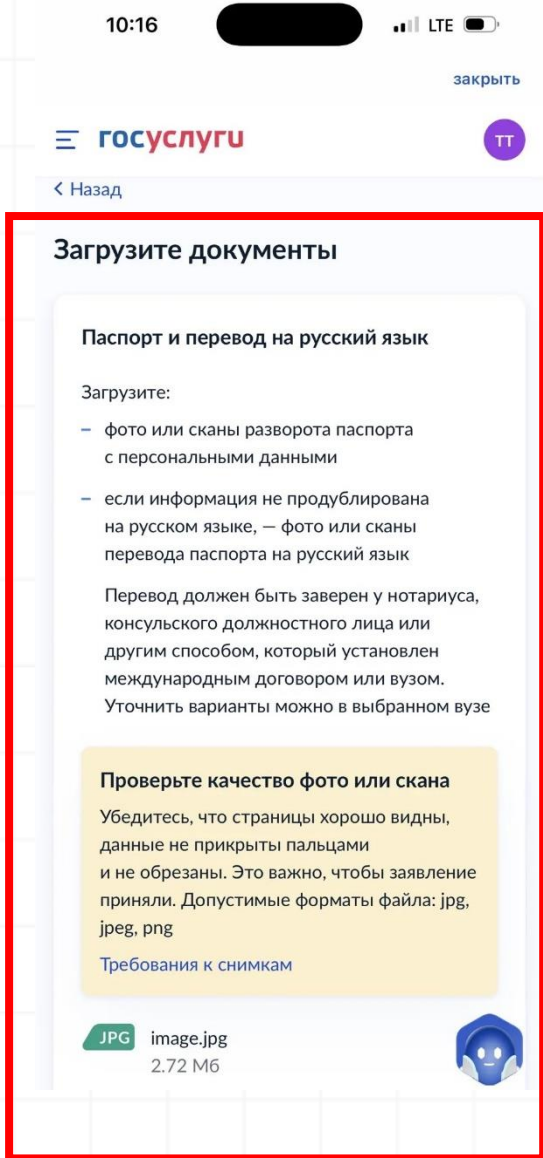 10:16
LTE
закрыть
госуслуги
ТТ
Назад
Загрузите документы
Паспорт и перевод на русский язык
Загрузите:
– фото или сканы разворота паспорта
с персональными данными
– если информация не продублирована
на русском языке, — фото или сканы
перевода паспорта на русский язык
Перевод должен быть заверен у нотариуса,
консульского должностного лица или
другим способом, который установлен
международным договором или вузом.
Уточнить варианты можно в выбранном вузе
Проверьте качество фото или скана
Убедитесь, что страницы хорошо видны,
данные не прикрыты пальцами
и не обрезаны. Это важно, чтобы заявление
приняли. Допустимые форматы файла: jpg,
jpeg, png
Требования к снимкам
JPG image.jpg
2.72 Мб